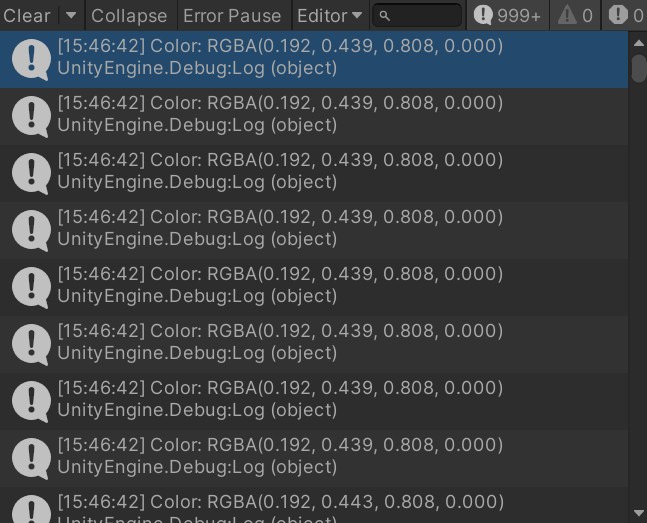 Clear Collapse Error Pause Editor 999+ 0 0
[15:46:42] Color: RGBA(0.192, 0.439, 0.808, 0.000)
UnityEngine.Debug:Log (object)
[15:46:42] Color: RGBA(0.192, 0.439, 0.808, 0.000)
UnityEngine.Debug:Log (object)
[15:46:42] Color: RGBA(0.192, 0.439, 0.808, 0.000)
UnityEngine.Debug:Log (object)
[15:46:42] Color: RGBA(0.192, 0.439, 0.808, 0.000)
UnityEngine.Debug:Log (object)
[15:46:42] Color: RGBA(0.192, 0.439, 0.808, 0.000)
UnityEngine.Debug:Log (object)
[15:46:42] Color: RGBA(0.192, 0.439, 0.808, 0.000)
UnityEngine.Debug:Log (object)
[15:46:42] Color: RGBA(0.192, 0.439, 0.808, 0.000)
UnityEngine.Debug:Log (object)
[15:46:42] Color: RGBA(0.192, 0.439, 0.808, 0.000)
UnityEngine.Debug:Log (object)
[15:46:42] Color: RGBA(0.192, 0.443, 0.808, 0.000)
UnityEngine.Debug:Log (object)